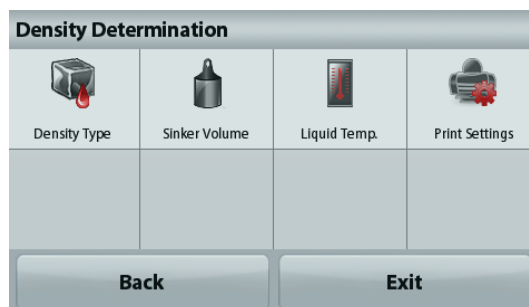 Density Determination
Density Type Sinker Volume Liquid Temp. Print Settings
Back Exit